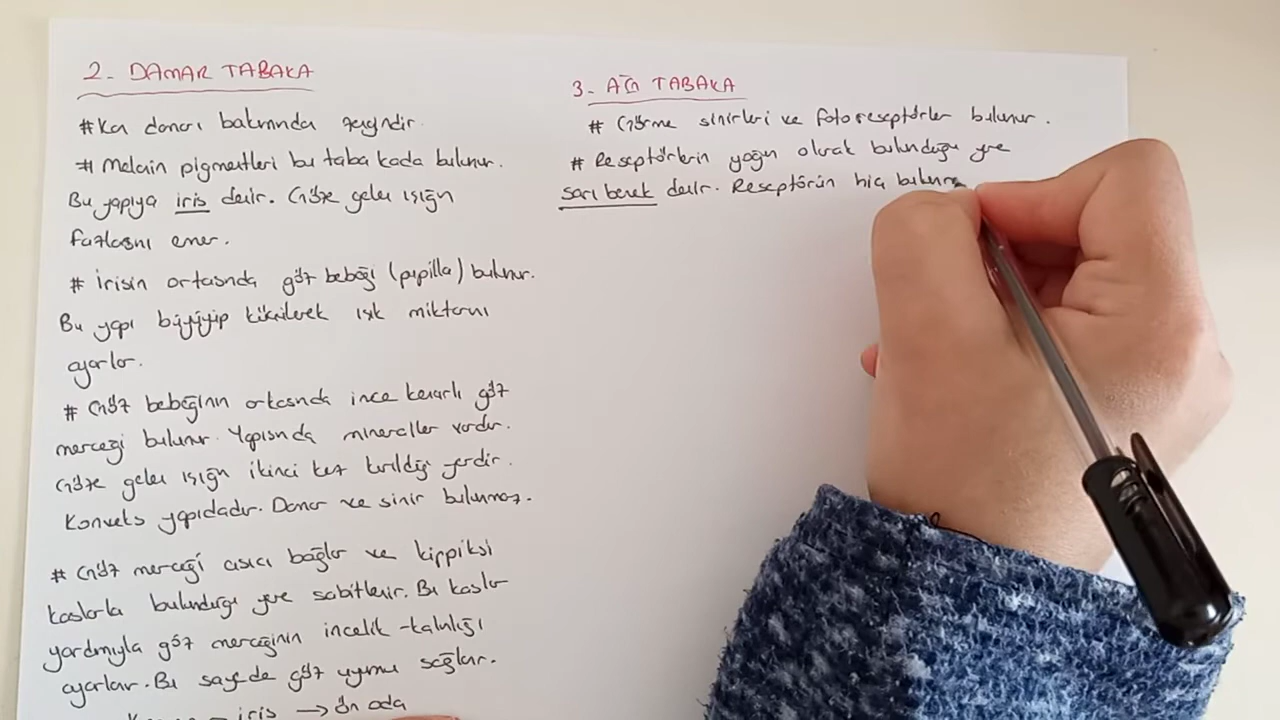 2- DAMAR TABAKA
# Kan damarı bakımında zengindir.
# Melain pigmentleri bu tabakada bulunur.
Bu yapıya iris denir. Göze gelen ışığın
fazlasını emer.
# İrisin ortasında göz bebeği (pupilla) bulunur.
Bu yapı büyüyüp küçülerek ışık miktarını
ayarlar.
# Göz bebeğinin ortasında ince kenarlı göz
merceği bulunur. Yapısında mineraller vardır.
Göze gelen ışığın ikinci kez kırıldığı yerdir.
Konveks yapıdadır. Damar ve sinir bulunmaz.
# Göz merceği asıcı bağlar ve kippiksi
kaslarla bulunduğu yere sabitlenir. Bu kaslar
yardımıyla göz merceğinin incelik-kalınlığı
ayarlanır. Bu sayede göz uyumu sağlar.
iris → ön oda
3- AĞ TABAKA
# Görme sinirleri ve fotoreseptörler bulunur.
# Reseptörlerin yoğun olarak bulunduğu yere
sarı benek denir. Reseptörün hiç